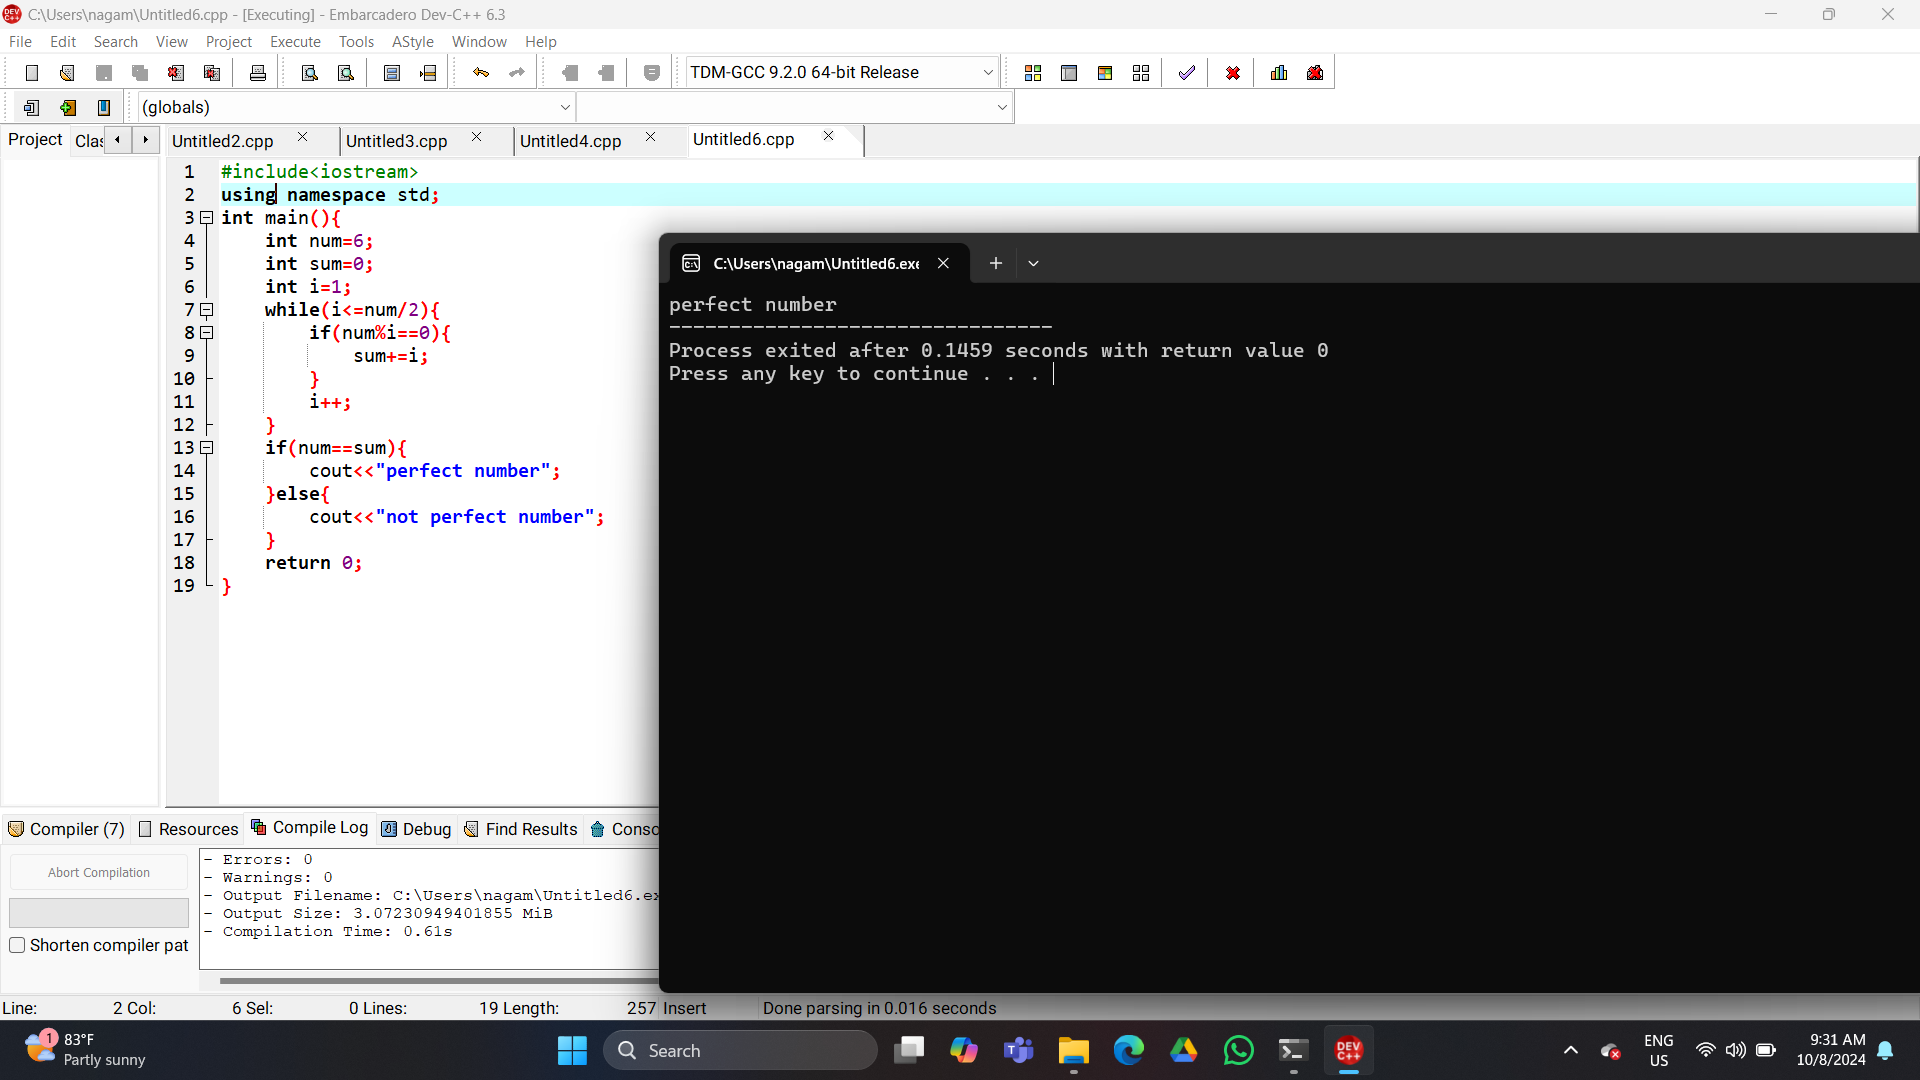 C:\Users\nagam\Untitled6.cpp - [Executing] - Embarcadero Dev-C++ 6.3
File Edit Search View Project Execute Tools AStyle Window Help
TDM-GCC 9.2.0 64-bit Release
(globals)
Project Clas Untitled2.cpp Untitled3.cpp Untitled4.cpp Untitled6.cpp
1 #include<iostream>
2 using namespace std;
3 int main(){
4 int num=6;
5 int sum=0;
6 int i=1;
7 while(i<=num/2){
8 if(num%i==0){
9 sum+=i;
10 }
11 i++;
12 }
13 if(num==sum){
14 cout<<"perfect number";
15 }else{
16 cout<<"not perfect number";
17 }
18 return 0;
19 }
C:\Users\nagam\Untitled6.exe
perfect number
--------------------------------
Process exited after 0.1459 seconds with return value 0
Press any key to continue . . .
Compiler (7) Resources Compile Log Debug Find Results Conso
Abort Compilation
Shorten compiler pat
- Errors: 0
- Warnings: 0
- Output Filename: C:\Users\nagam\Untitled6.ex
- Output Size: 3.07230949401855 MiB
- Compilation Time: 0.61s
Line: 2 Col: 6 Sel: 0 Lines: 19 Length: 257 Insert Done parsing in 0.016 seconds
1
83°F
Partly sunny
Search
DEV C++
ENG
US
9:31 AM
10/8/2024